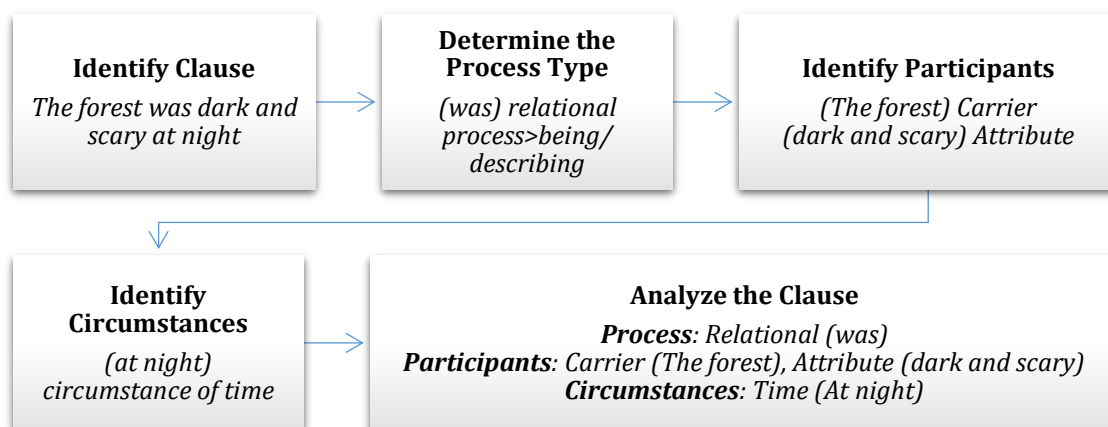 Identify Clause
The forest was dark and
scary at night
Determine the
Process Type
(was) relational
process>being/
describing
Identify Participants
(The forest) Carrier
(dark and scary) Attribute
Identify
Circumstances
(at night)
circumstance of time
Analyze the Clause
Process: Relational (was)
Participants: Carrier (The forest), Attribute (dark and scary)
Circumstances: Time (At night)